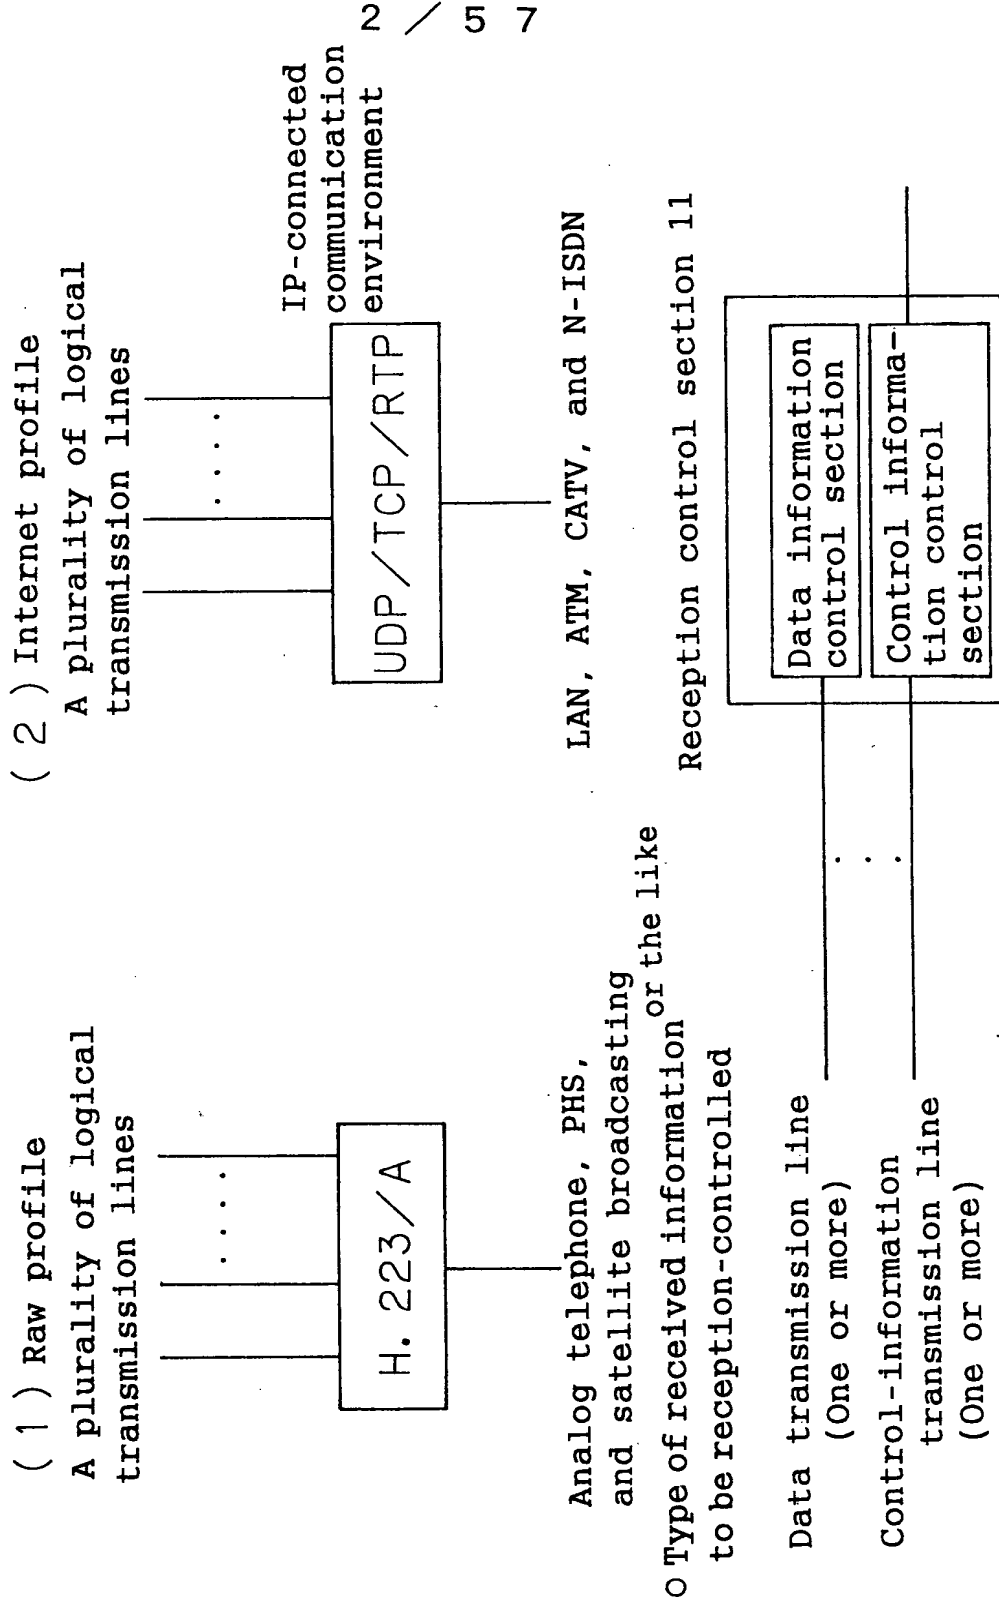 2 / 5 7
( 1 ) Raw profile
A plurality of logical
transmission lines
H. 223/A
Analog telephone, PHS,
and satellite broadcasting
or the like
( 2 ) Internet profile
A plurality of logical
transmission lines
IP-connected
communication
environment
UDP/TCP/RTP
LAN, ATM, CATV, and N-ISDN
○ Type of received information
to be reception-controlled
Reception control section 11
Data transmission line
(One or more)
Control-information
transmission line
(One or more)
Data information
control section
Control informa-
tion control
section